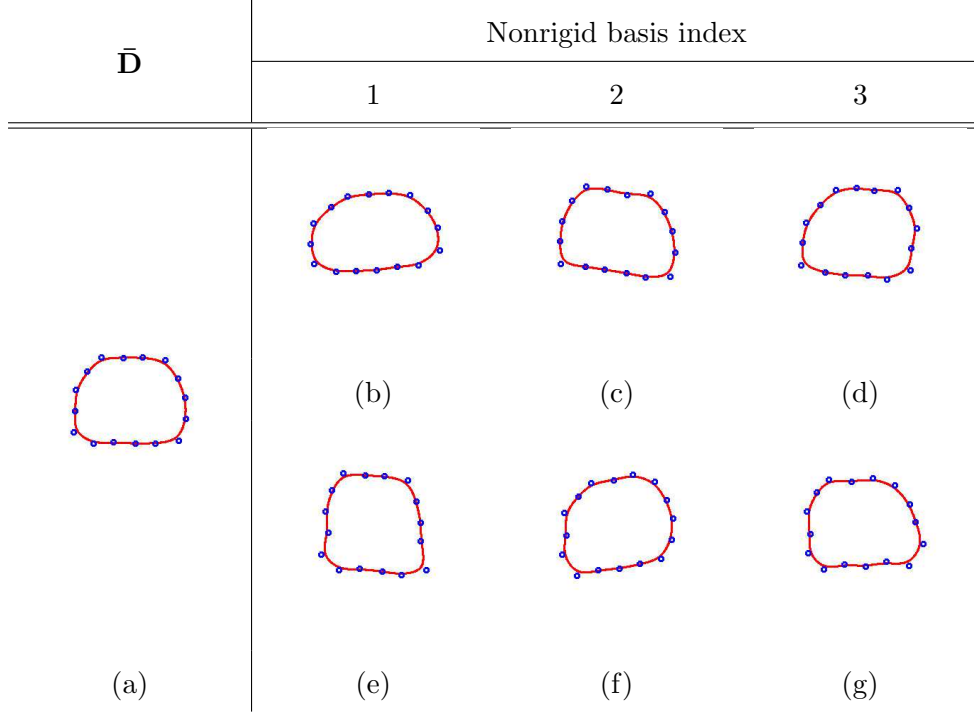 Nonrigid basis index
D̄
1 2 3
(b) (c) (d)
(a) (e) (f) (g)